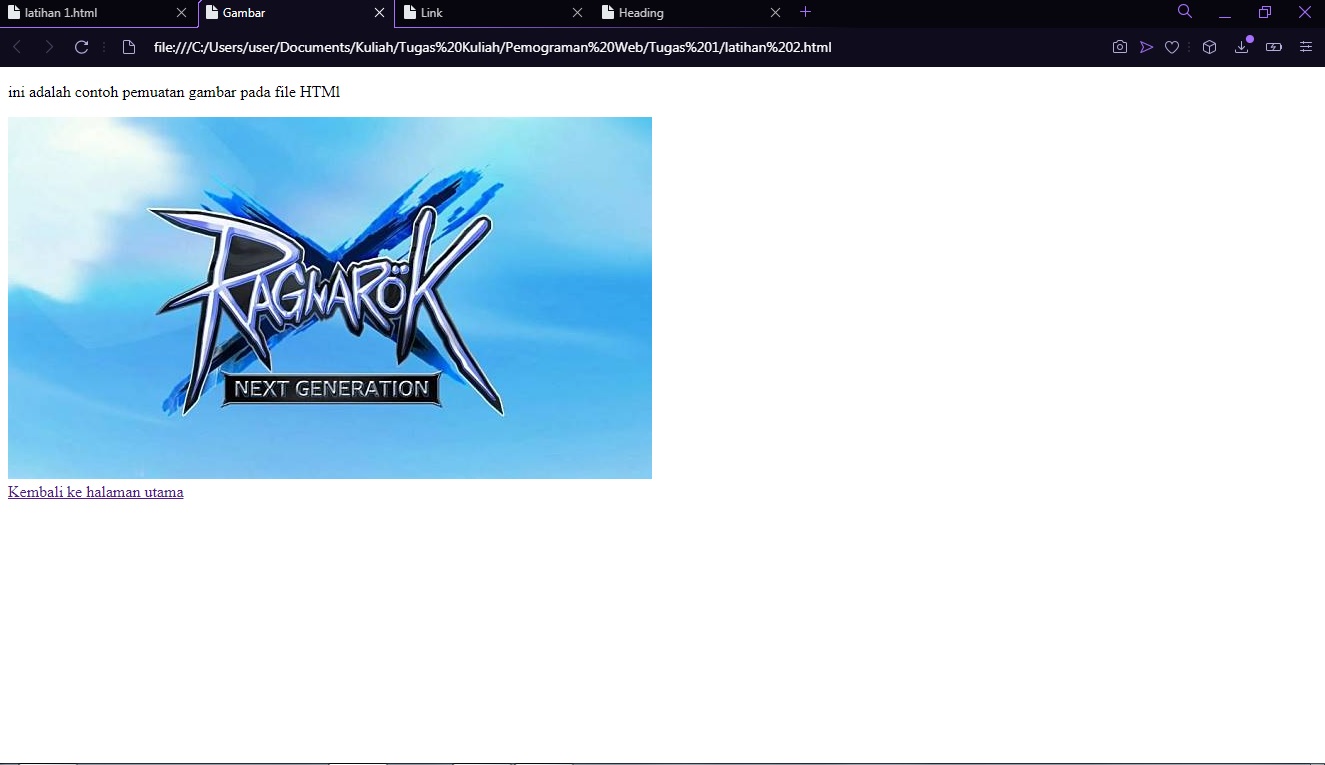 latihan 1.html
Gambar
Link
Heading
file:///C:/Users/user/Documents/Kuliah/Tugas%20Kuliah/Pemograman%20Web/Tugas%201/latihan%202.html
ini adalah contoh pemuatan gambar pada file HTMl
RAGNARÖK
NEXT GENERATION
Kembali ke halaman utama